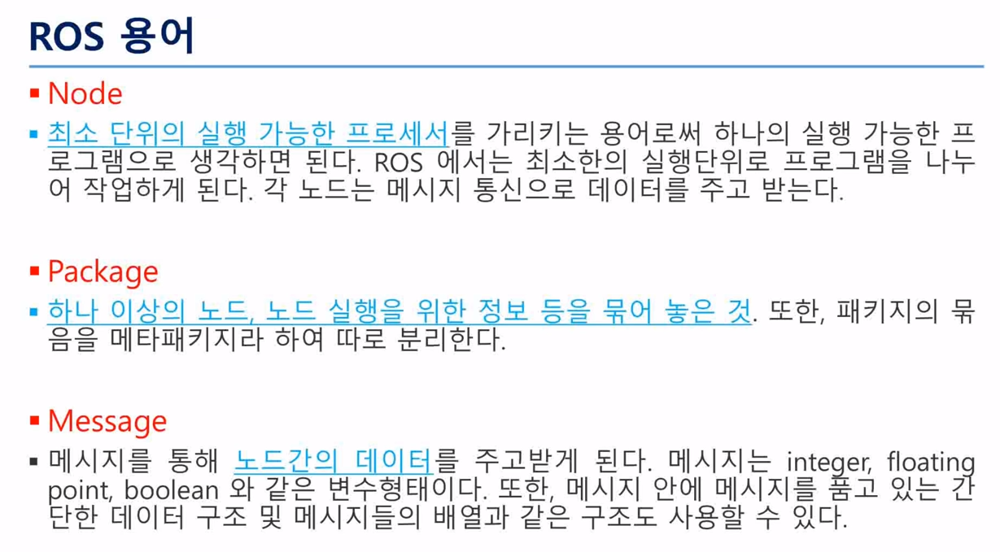 ROS 용어
▪ Node
▪ 최소 단위의 실행 가능한 프로세서를 가리키는 용어로써 하나의 실행 가능한 프
로그램으로 생각하면 된다. ROS 에서는 최소한의 실행단위로 프로그램을 나누
어 작업하게 된다. 각 노드는 메시지 통신으로 데이터를 주고 받는다.
▪ Package
▪ 하나 이상의 노드, 노드 실행을 위한 정보 등을 묶어 놓은 것. 또한, 패키지의 묶
음을 메타패키지라 하여 따로 분리한다.
▪ Message
▪ 메시지를 통해 노드간의 데이터를 주고받게 된다. 메시지는 integer, floating
point, boolean 와 같은 변수형태이다. 또한, 메시지 안에 메시지를 품고 있는 간
단한 데이터 구조 및 메시지들의 배열과 같은 구조도 사용할 수 있다.